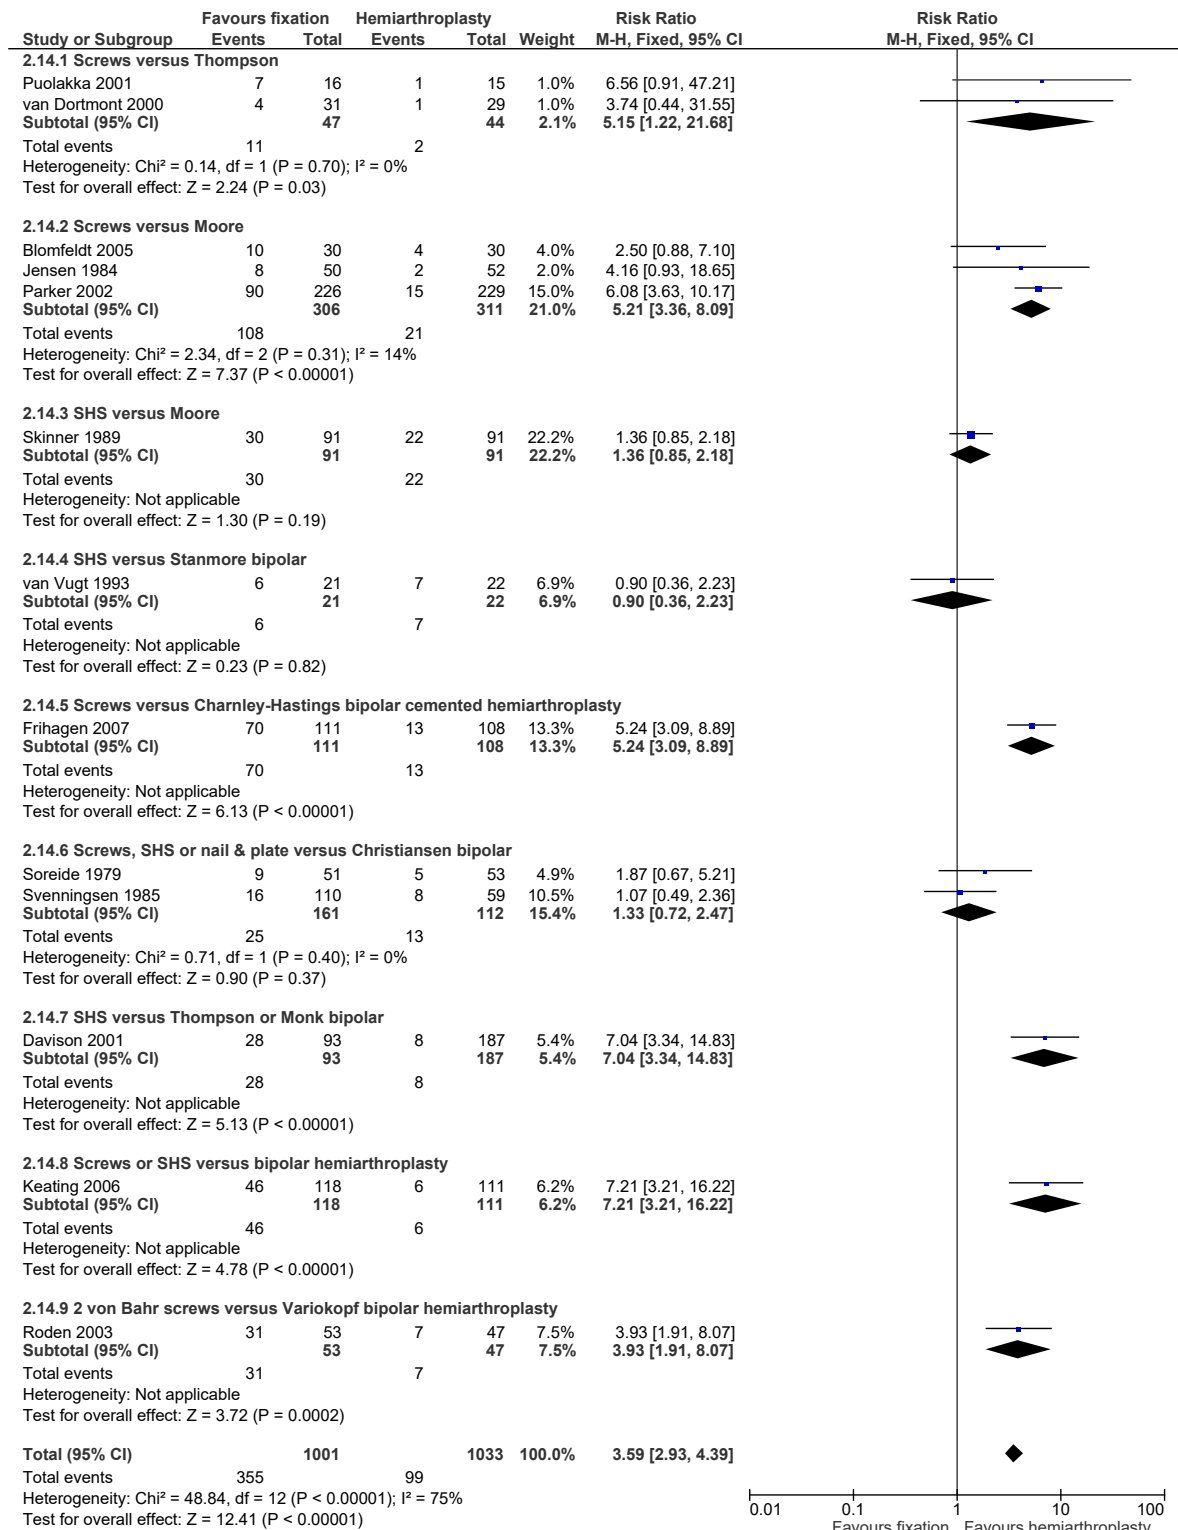 Favours fixation Hemiarthroplasty Risk Ratio Risk Ratio
Study or Subgroup Events Total Events Total Weight M-H, Fixed, 95% CI M-H, Fixed, 95% CI
2.14.1 Screws versus Thompson
Puolakka 2001 7 16 1 15 1.0% 6.56 [0.91, 47.21]
van Dortmont 2000 4 31 1 29 1.0% 3.74 [0.44, 31.55]
Subtotal (95% CI) 47 44 2.1% 5.15 [1.22, 21.68]
Total events 11 2
Heterogeneity: Chi² = 0.14, df = 1 (P = 0.70); I² = 0%
Test for overall effect: Z = 2.24 (P = 0.03)
2.14.2 Screws versus Moore
Blomfeldt 2005 10 30 4 30 4.0% 2.50 [0.88, 7.10]
Jensen 1984 8 50 2 52 2.0% 4.16 [0.93, 18.65]
Parker 2002 90 226 15 229 15.0% 6.08 [3.63, 10.17]
Subtotal (95% CI) 306 311 21.0% 5.21 [3.36, 8.09]
Total events 108 21
Heterogeneity: Chi² = 2.34, df = 2 (P = 0.31); I² = 14%
Test for overall effect: Z = 7.37 (P < 0.00001)
2.14.3 SHS versus Moore
Skinner 1989 30 91 22 91 22.2% 1.36 [0.85, 2.18]
Subtotal (95% CI) 91 91 22.2% 1.36 [0.85, 2.18]
Total events 30 22
Heterogeneity: Not applicable
Test for overall effect: Z = 1.30 (P = 0.19)
2.14.4 SHS versus Stanmore bipolar
van Vugt 1993 6 21 7 22 6.9% 0.90 [0.36, 2.23]
Subtotal (95% CI) 21 22 6.9% 0.90 [0.36, 2.23]
Total events 6 7
Heterogeneity: Not applicable
Test for overall effect: Z = 0.23 (P = 0.82)
2.14.5 Screws versus Charnley-Hastings bipolar cemented hemiarthroplasty
Frihagen 2007 70 111 13 108 13.3% 5.24 [3.09, 8.89]
Subtotal (95% CI) 111 108 13.3% 5.24 [3.09, 8.89]
Total events 70 13
Heterogeneity: Not applicable
Test for overall effect: Z = 6.13 (P < 0.00001)
2.14.6 Screws, SHS or nail & plate versus Christiansen bipolar
Soreide 1979 9 51 5 53 4.9% 1.87 [0.67, 5.21]
Svenningsen 1985 16 110 8 59 10.5% 1.07 [0.49, 2.36]
Subtotal (95% CI) 161 112 15.4% 1.33 [0.72, 2.47]
Total events 25 13
Heterogeneity: Chi² = 0.71, df = 1 (P = 0.40); I² = 0%
Test for overall effect: Z = 0.90 (P = 0.37)
2.14.7 SHS versus Thompson or Monk bipolar
Davison 2001 28 93 8 187 5.4% 7.04 [3.34, 14.83]
Subtotal (95% CI) 93 187 5.4% 7.04 [3.34, 14.83]
Total events 28 8
Heterogeneity: Not applicable
Test for overall effect: Z = 5.13 (P < 0.00001)
2.14.8 Screws or SHS versus bipolar hemiarthroplasty
Keating 2006 46 118 6 111 6.2% 7.21 [3.21, 16.22]
Subtotal (95% CI) 118 111 6.2% 7.21 [3.21, 16.22]
Total events 46 6
Heterogeneity: Not applicable
Test for overall effect: Z = 4.78 (P < 0.00001)
2.14.9 2 von Bahr screws versus Variokopf bipolar hemiarthroplasty
Roden 2003 31 53 7 47 7.5% 3.93 [1.91, 8.07]
Subtotal (95% CI) 53 47 7.5% 3.93 [1.91, 8.07]
Total events 31 7
Heterogeneity: Not applicable
Test for overall effect: Z = 3.72 (P = 0.0002)
Total (95% CI) 1001 1033 100.0% 3.59 [2.93, 4.39]
Total events 355 99
Heterogeneity: Chi² = 48.84, df = 12 (P < 0.00001); I² = 75%
Test for overall effect: Z = 12.41 (P < 0.00001)
0.01 0.1 1 10 100
Favours fixation Favours hemiarthroplasty